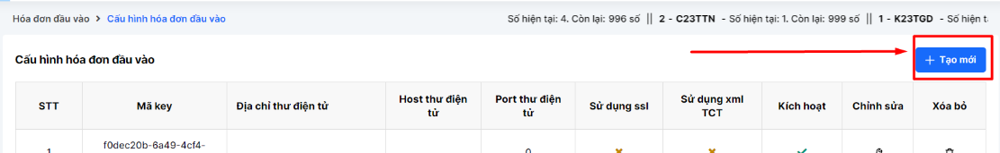 Hóa đơn đầu vào > Cấu hình hóa đơn đầu vào
Số hiện tại: 4. Còn lại: 996 số || 2 - C23TTN - Số hiện tại: 1. Còn lại: 999 số || 1 - K23TGD - Số hiện
Cấu hình hóa đơn đầu vào
+ Tạo mới
STT Mã key Địa chỉ thư điện tử Host thư điện tử Port thư điện tử Sử dụng ssl Sử dụng xml TCT Kích hoạt Chỉnh sửa Xóa bỏ
1 f0dec20b-6a49-4cf4- 0